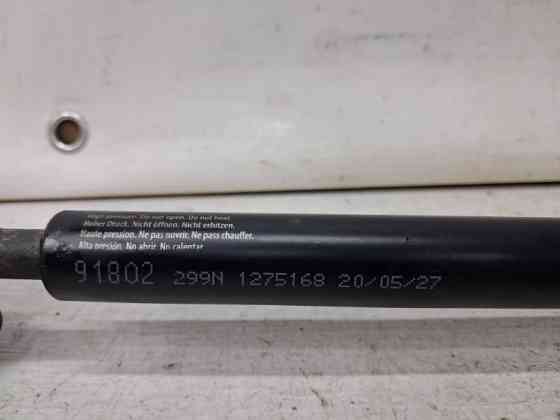 High pressure. Do not open. Do not heat.
Hoher Druck. Nicht öffnen. Nicht erhitzen.
Haute pression. Ne pas ouvrir. Ne pass chauffer.
Alta presión. No abrir. No calentar.
91802 299N 1275168 20/05/27